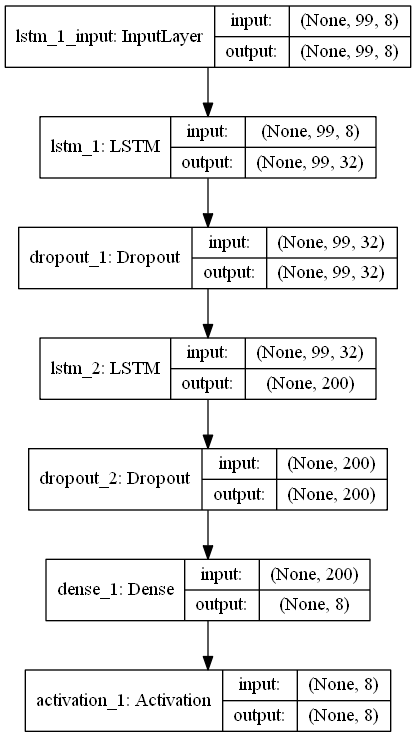 lstm_1_input: InputLayer
input: (None, 99, 8)
output: (None, 99, 8)
lstm_1: LSTM
input: (None, 99, 8)
output: (None, 99, 32)
dropout_1: Dropout
input: (None, 99, 32)
output: (None, 99, 32)
lstm_2: LSTM
input: (None, 99, 32)
output: (None, 200)
dropout_2: Dropout
input: (None, 200)
output: (None, 200)
dense_1: Dense
input: (None, 200)
output: (None, 8)
activation_1: Activation
input: (None, 8)
output: (None, 8)